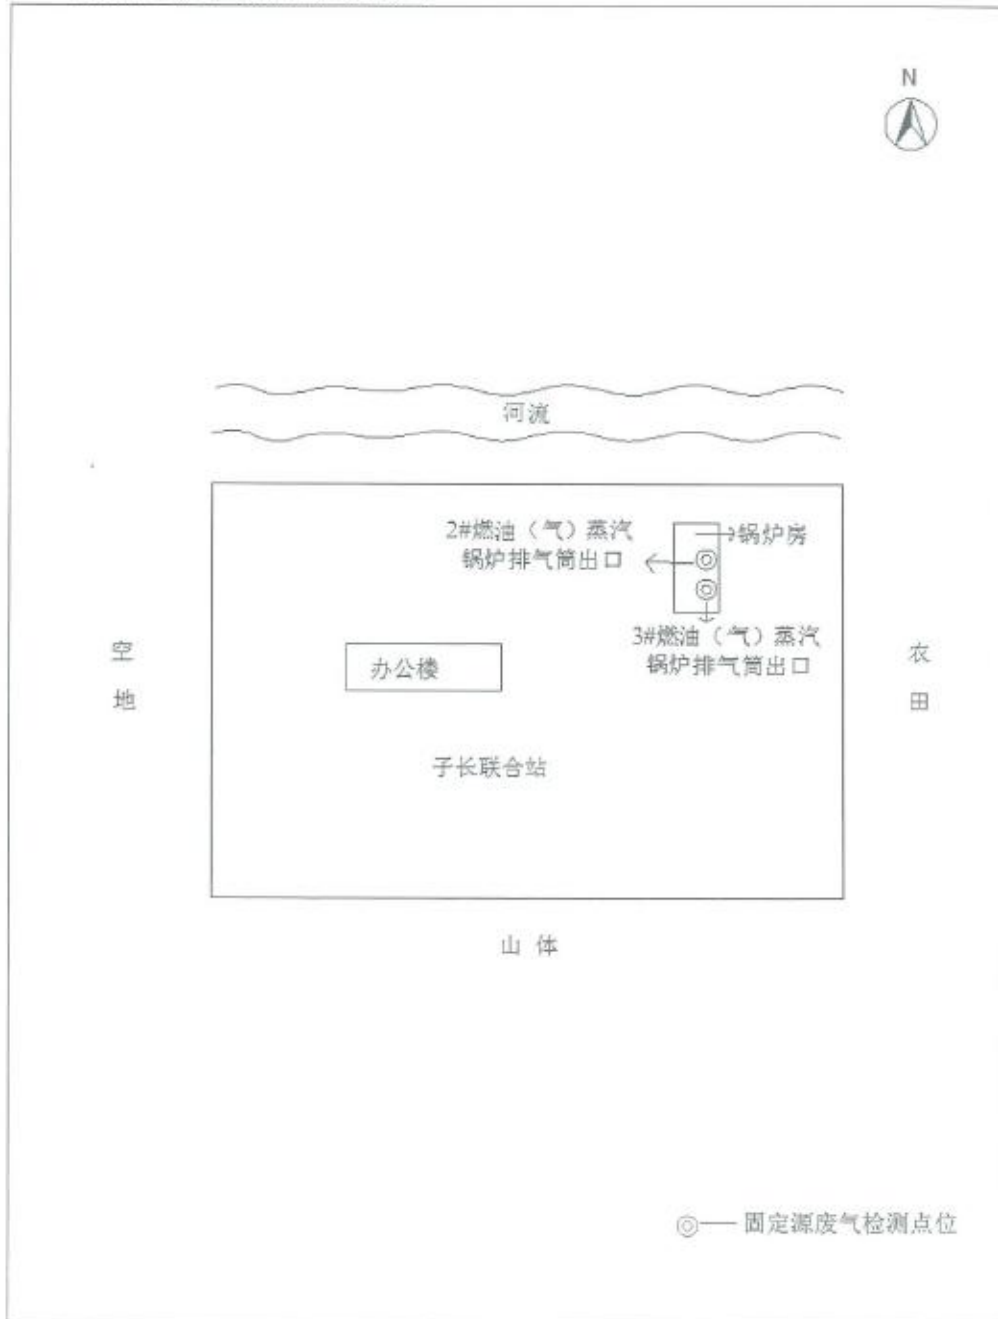 N
河流
2#燃油（气）蒸汽
锅炉排气筒出口
锅炉房
3#燃油（气）蒸汽
锅炉排气筒出口
空
地
办公楼
农
田
子长联合站
山 体
◎— 固定源废气检测点位